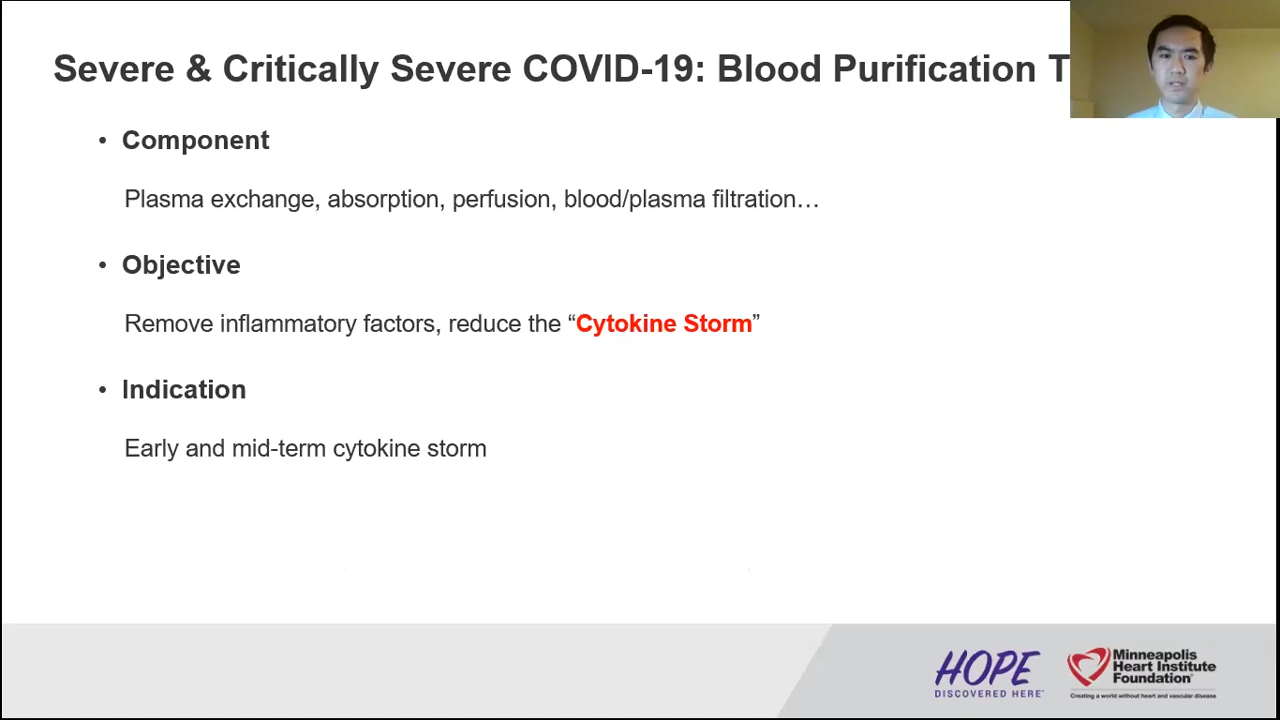 Severe & Critically Severe COVID-19: Blood Purification T
• Component
Plasma exchange, absorption, perfusion, blood/plasma filtration…
• Objective
Remove inflammatory factors, reduce the “Cytokine Storm”
• Indication
Early and mid-term cytokine storm
HOPE
DISCOVERED HERE™
Minneapolis
Heart Institute
Foundation®
Creating a world without heart and vascular disease